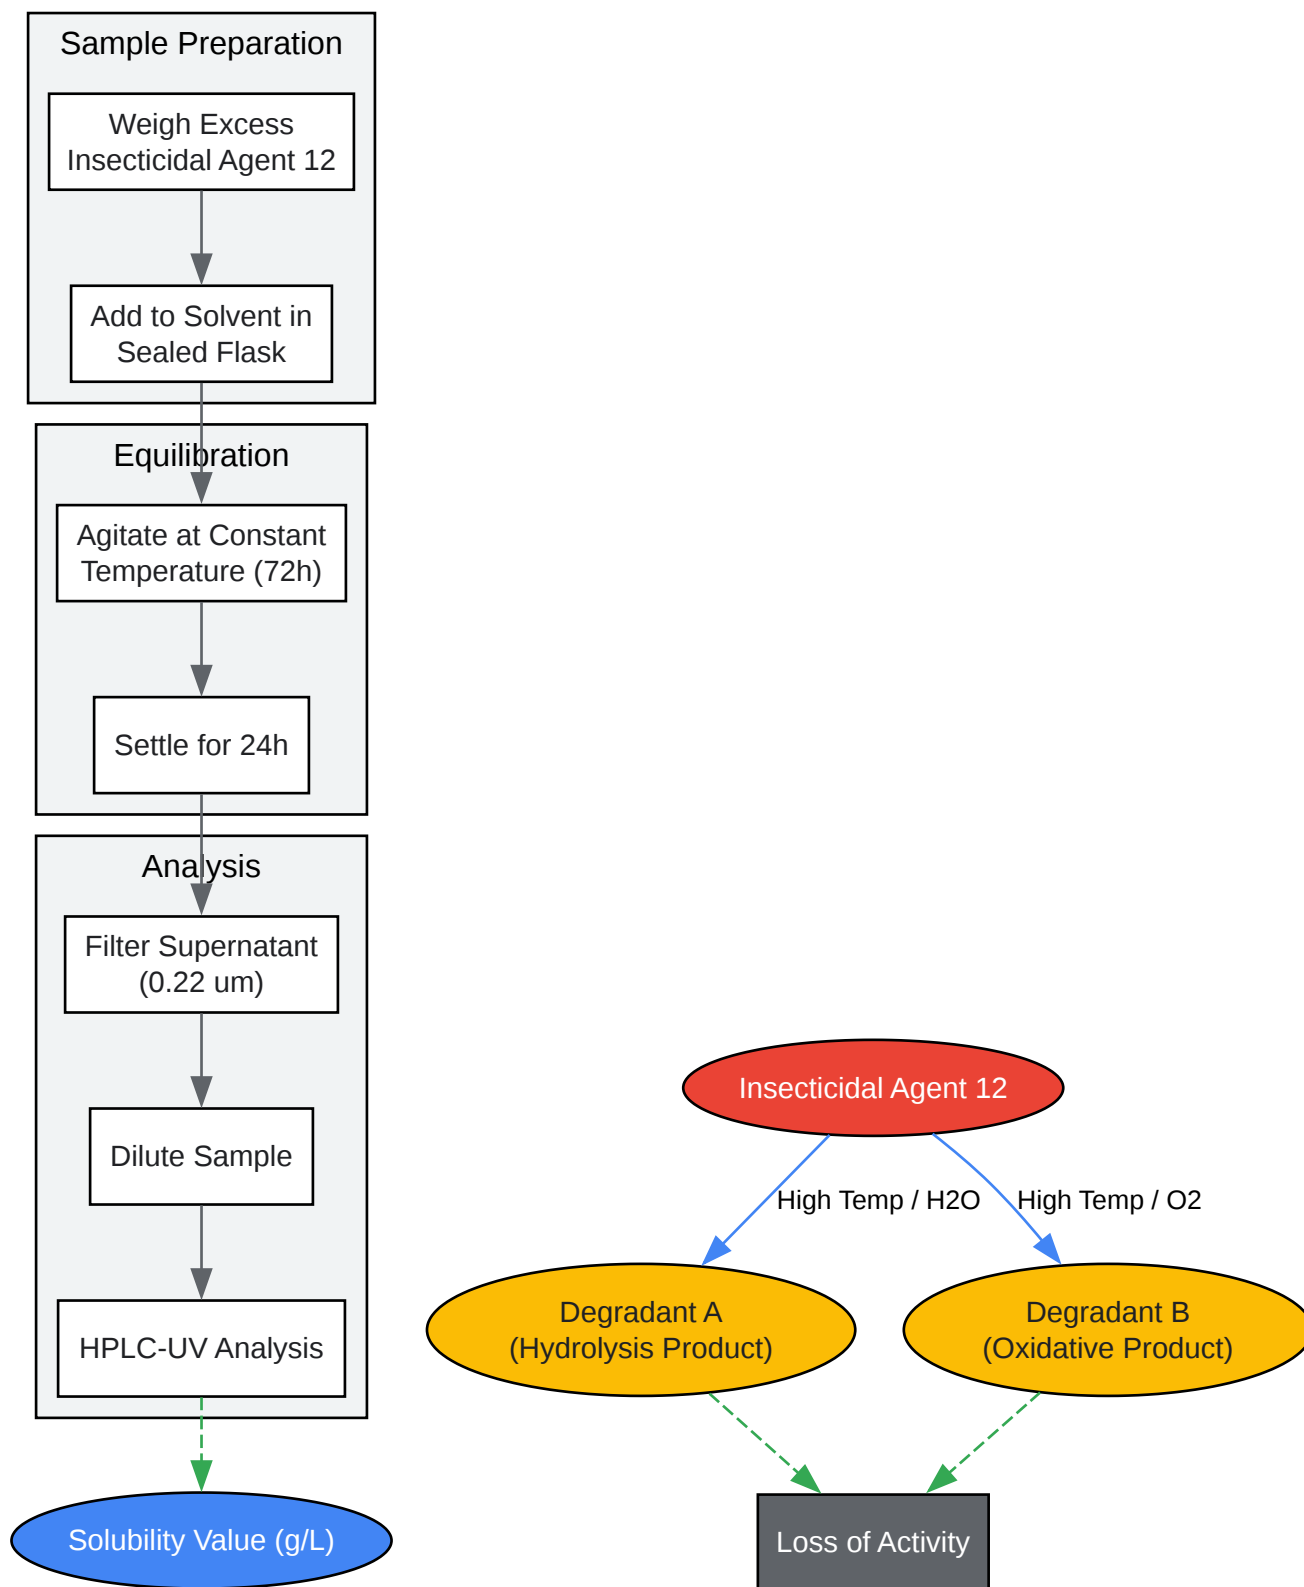 Sample Preparation
Weigh Excess
Insecticidal Agent 12
Add to Solvent in
Sealed Flask
Equilibration
Agitate at Constant
Temperature (72h)
Settle for 24h
Analysis
Filter Supernatant
(0.22 um)
Dilute Sample
HPLC-UV Analysis
Solubility Value (g/L)
Insecticidal Agent 12
High Temp / H2O
High Temp / O2
Degradant A
(Hydrolysis Product)
Degradant B
(Oxidative Product)
Loss of Activity